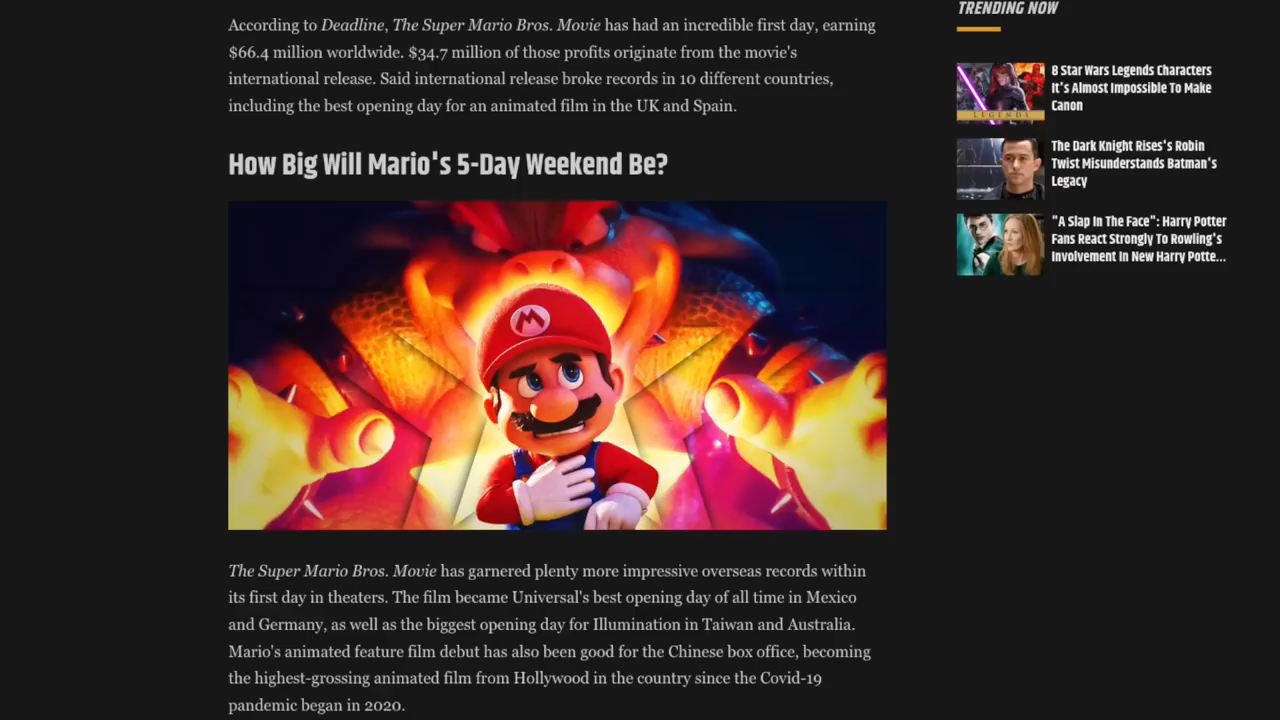 According to Deadline, The Super Mario Bros. Movie has had an incredible first day, earning
$66.4 million worldwide. $34.7 million of those profits originate from the movie's
international release. Said international release broke records in 10 different countries,
including the best opening day for an animated film in the UK and Spain.
How Big Will Mario's 5-Day Weekend Be?
M
The Super Mario Bros. Movie has garnered plenty more impressive overseas records within
its first day in theaters. The film became Universal's best opening day of all time in Mexico
and Germany, as well as the biggest opening day for Illumination in Taiwan and Australia.
Mario's animated feature film debut has also been good for the Chinese box office, becoming
the highest-grossing animated film from Hollywood in the country since the Covid-19
pandemic began in 2020.
TRENDING NOW
LEGENDS
8 Star Wars Legends Characters
It's Almost Impossible To Make
Canon
The Dark Knight Rises's Robin
Twist Misunderstands Batman's
Legacy
"A Slap In The Face": Harry Potter
Fans React Strongly To Rowling's
Involvement In New Harry Potte...